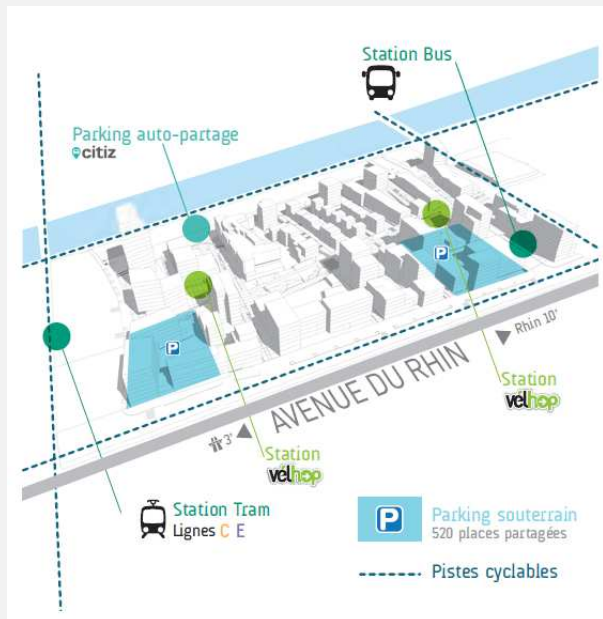 Station Bus
Parking auto-partage
citiz
P
P
Rhin 10'
AVENUE DU RHIN
3'
Station
vélhop
Station
vélhop
Station Tram
Lignes C E
P
Parking souterrain
520 places partagées
Pistes cyclables